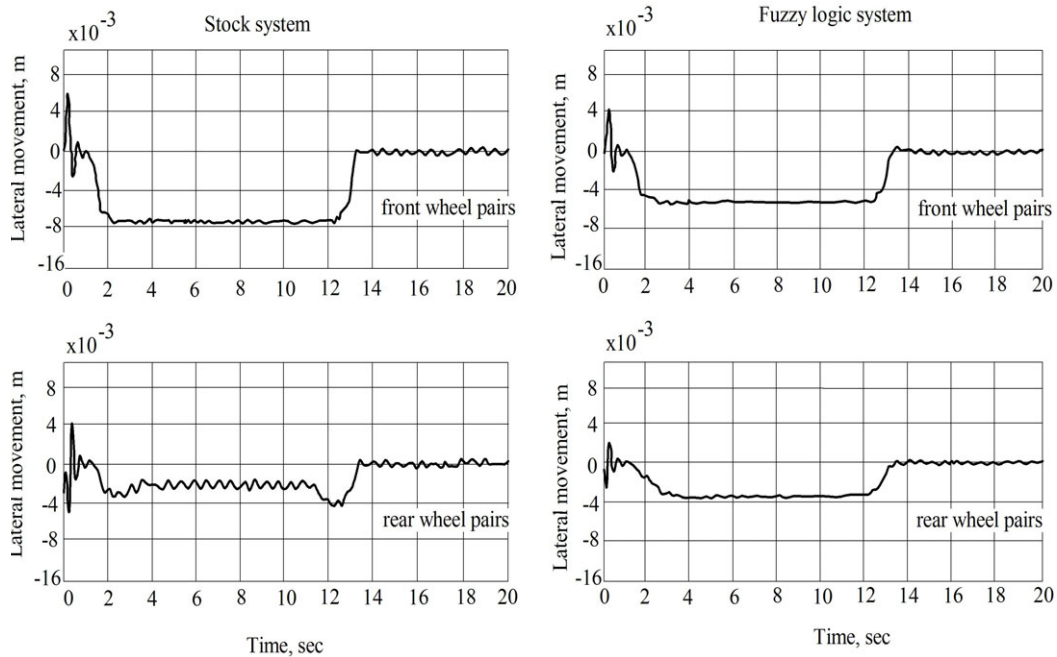 Stock system
x10-3
Lateral movement, m
8
4
0
-4
front wheel pairs
-8
-16
0 2 4 6 8 10 12 14 16 18 20
Fuzzy logic system
x10-3
Lateral movement, m
8
4
0
-4
front wheel pairs
-8
-16
0 2 4 6 8 10 12 14 16 18 20
x10-3
Lateral movement, m
8
4
0
-4
rear wheel pairs
-8
-16
0 2 4 6 8 10 12 14 16 18 20
Time, sec
x10-3
Lateral movement, m
8
4
0
-4
rear wheel pairs
-8
-16
0 2 4 6 8 10 12 14 16 18 20
Time, sec